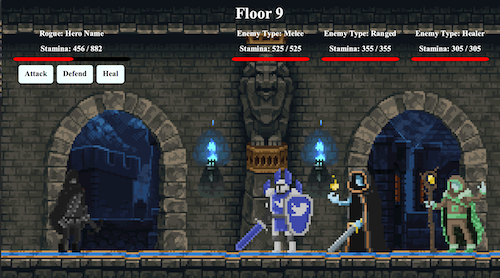 Floor 9
Rogue: Hero Name
Stamina: 456 / 882
Attack
Defend
Heal
Enemy Type: Melee
Stamina: 525 / 525
Enemy Type: Ranged
Stamina: 355 / 355
Enemy Type: Healer
Stamina: 305 / 305